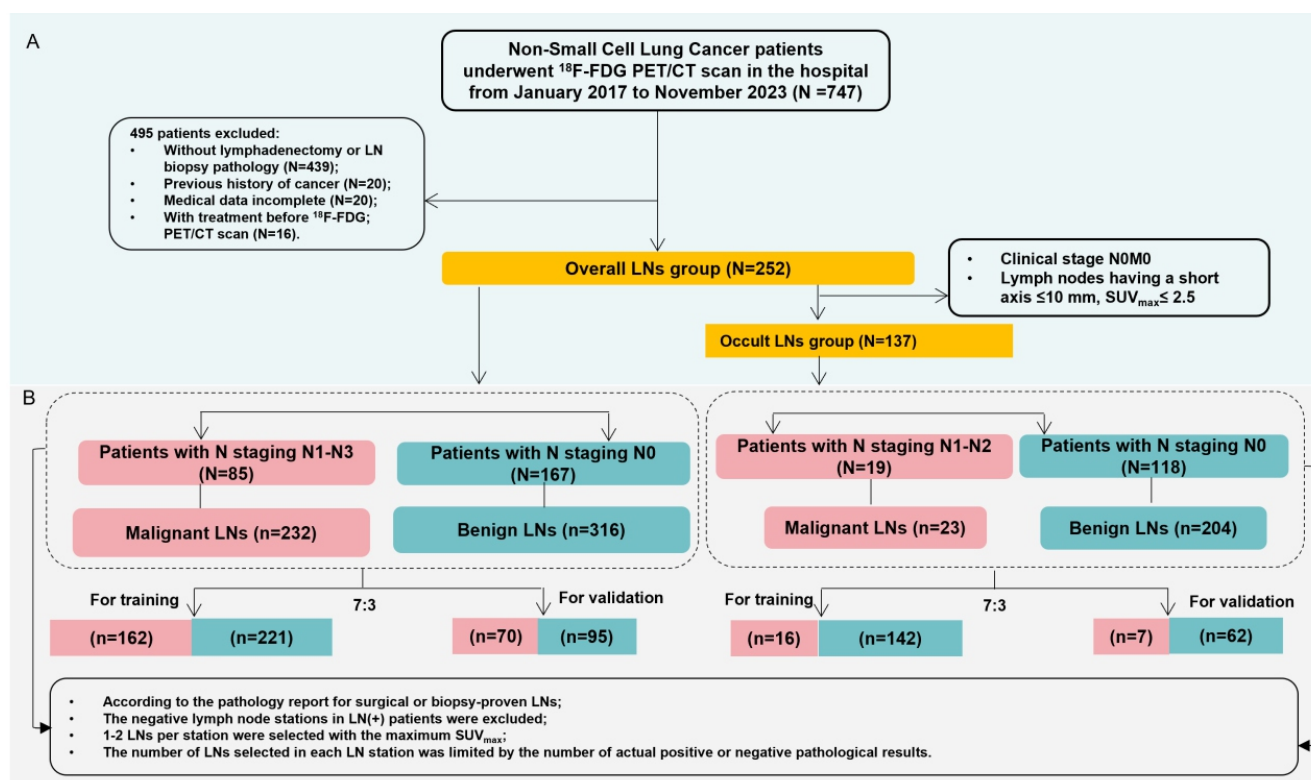 A
Non-Small Cell Lung Cancer patients
underwent ¹⁸F-FDG PET/CT scan in the hospital
from January 2017 to November 2023 (N =747)
495 patients excluded:
• Without lymphadenectomy or LN
biopsy pathology (N=439);
• Previous history of cancer (N=20);
• Medical data incomplete (N=20);
• With treatment before ¹⁸F-FDG;
PET/CT scan (N=16).
Overall LNs group (N=252)
• Clinical stage N0M0
• Lymph nodes having a short
axis ≤10 mm, SUVmax≤ 2.5
Occult LNs group (N=137)
B
Patients with N staging N1-N3
(N=85)
Patients with N staging N0
(N=167)
Malignant LNs (n=232)
Benign LNs (n=316)
Patients with N staging N1-N2
(N=19)
Patients with N staging N0
(N=118)
Malignant LNs (n=23)
Benign LNs (n=204)
For training
7:3
For validation
(n=162)
(n=221)
(n=70)
(n=95)
For training
7:3
For validation
(n=16)
(n=142)
(n=7)
(n=62)
• According to the pathology report for surgical or biopsy-proven LNs;
• The negative lymph node stations in LN(+) patients were excluded;
• 1-2 LNs per station were selected with the maximum SUVmax;
• The number of LNs selected in each LN station was limited by the number of actual positive or negative pathological results.